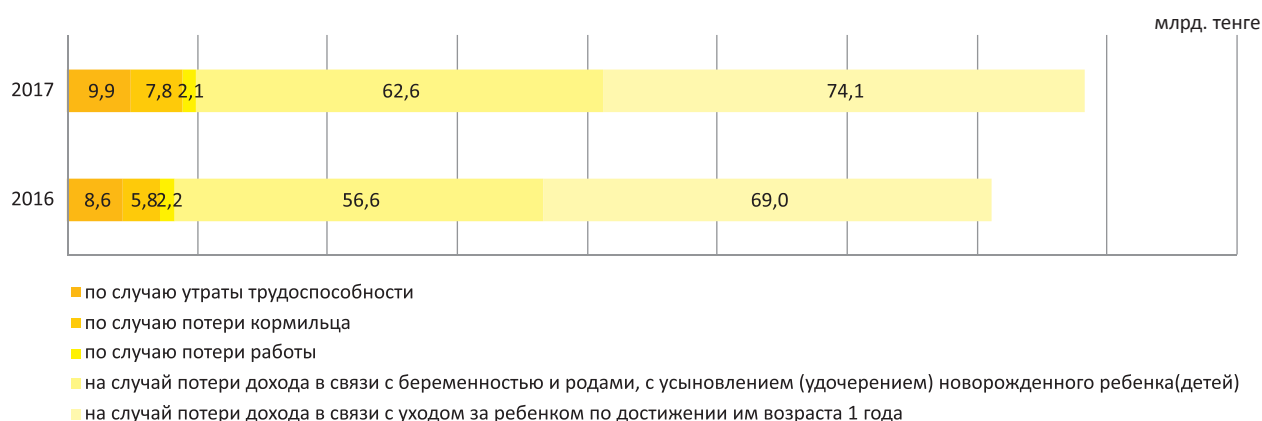 млрд. тенге
2017 9,9 7,8 2,1 62,6 74,1
2016 8,6 5,8 2,2 56,6 69,0
по случаю утраты трудоспособности
по случаю потери кормильца
по случаю потери работы
на случай потери дохода в связи с беременностью и родами, с усыновлением (удочерением) новорожденного ребенка(детей)
на случай потери дохода в связи с уходом за ребенком по достижении им возраста 1 года